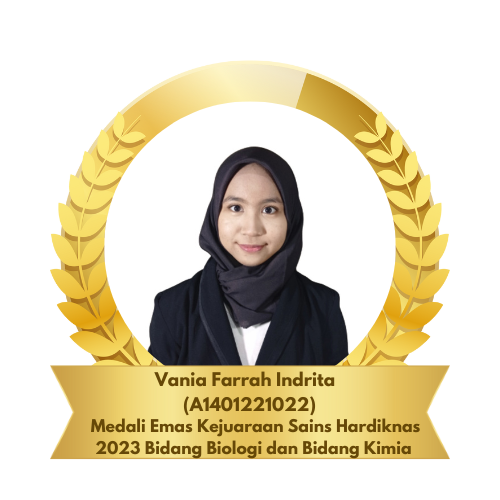 Vania Farrah Indrita
(A1401221022)
Medali Emas Kejuaraan Sains Hardiknas
2023 Bidang Biologi dan Bidang Kimia